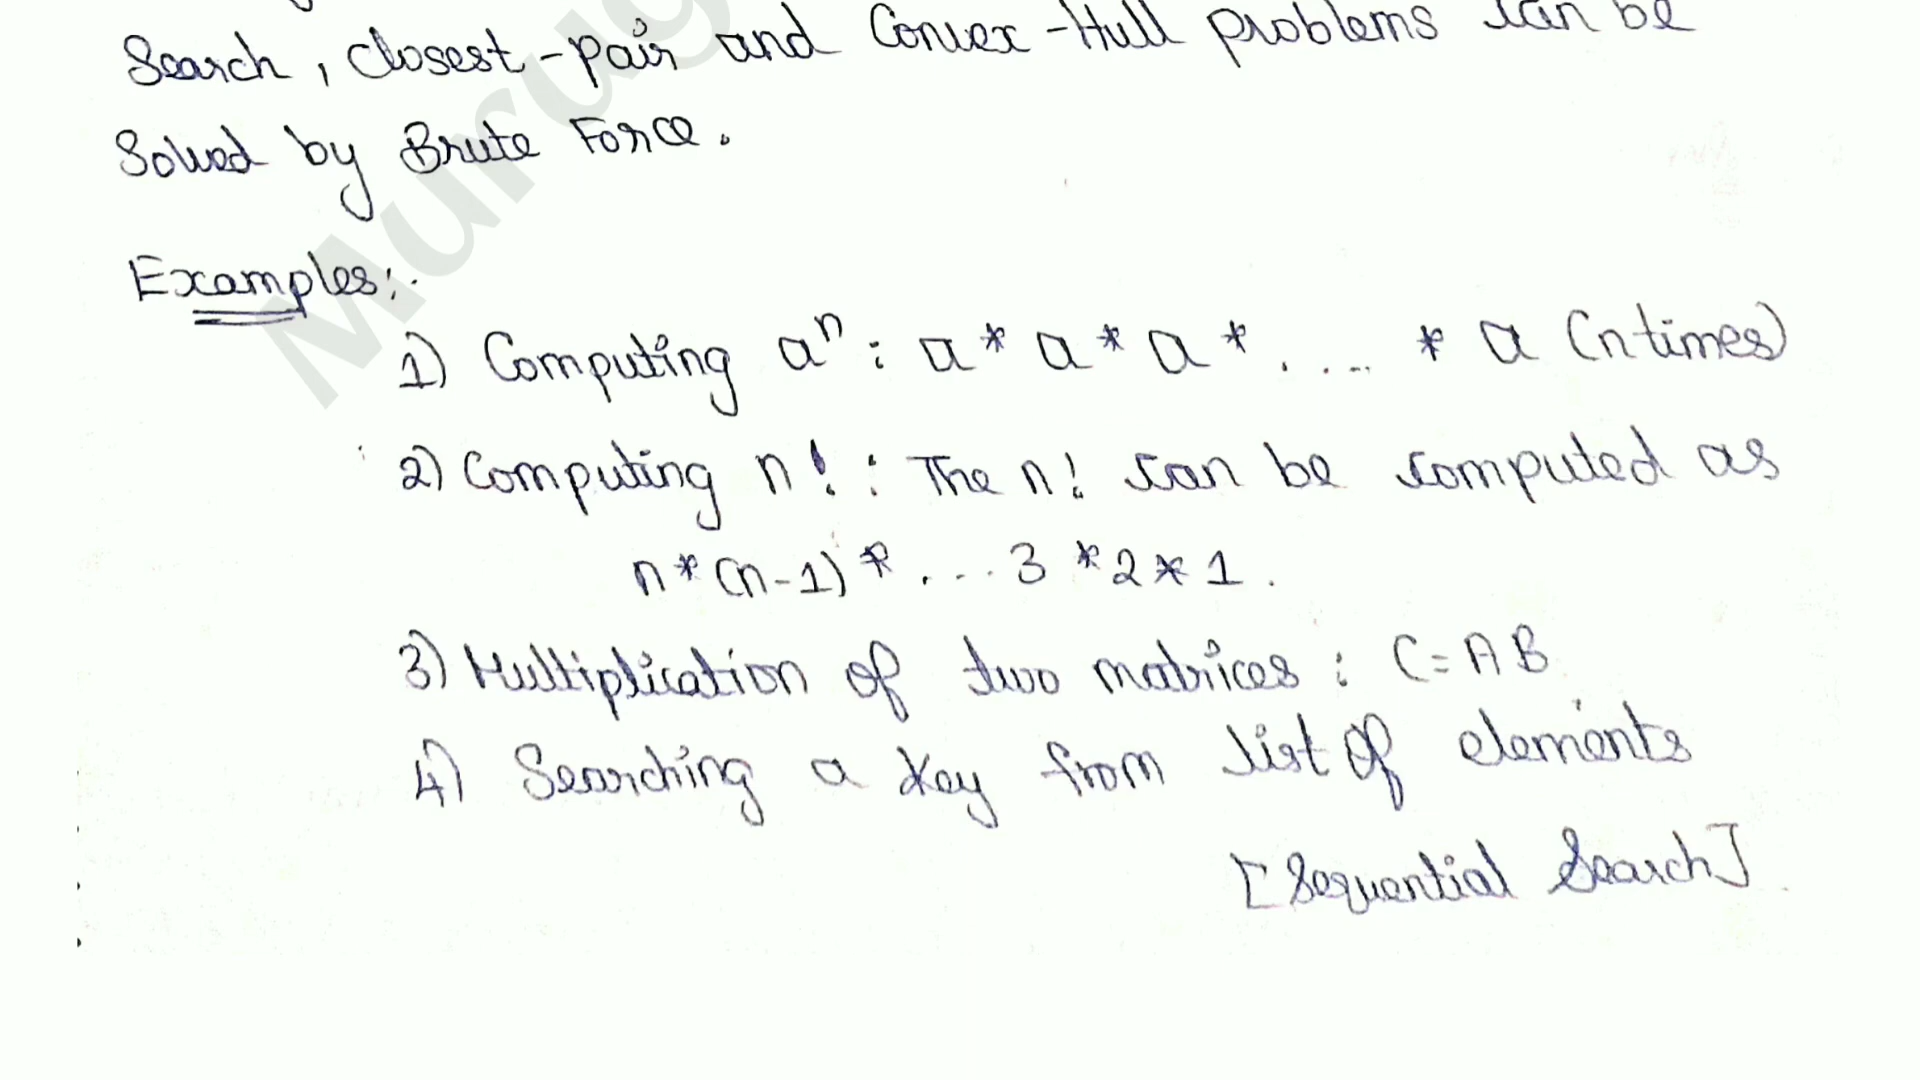 Search, closest-pair and Convex-Hull problems can be
Solved by Brute Force.
Examples:-
1) Computing aⁿ : a * a * a * . ... * a (n times)
2) Computing n! : The n! can be computed as
n * (n-1) * ... 3 * 2 * 1.
3) Multiplication of two matrices : C = A B
4) Searching a key from list of elements
[Sequential Search]
Murug